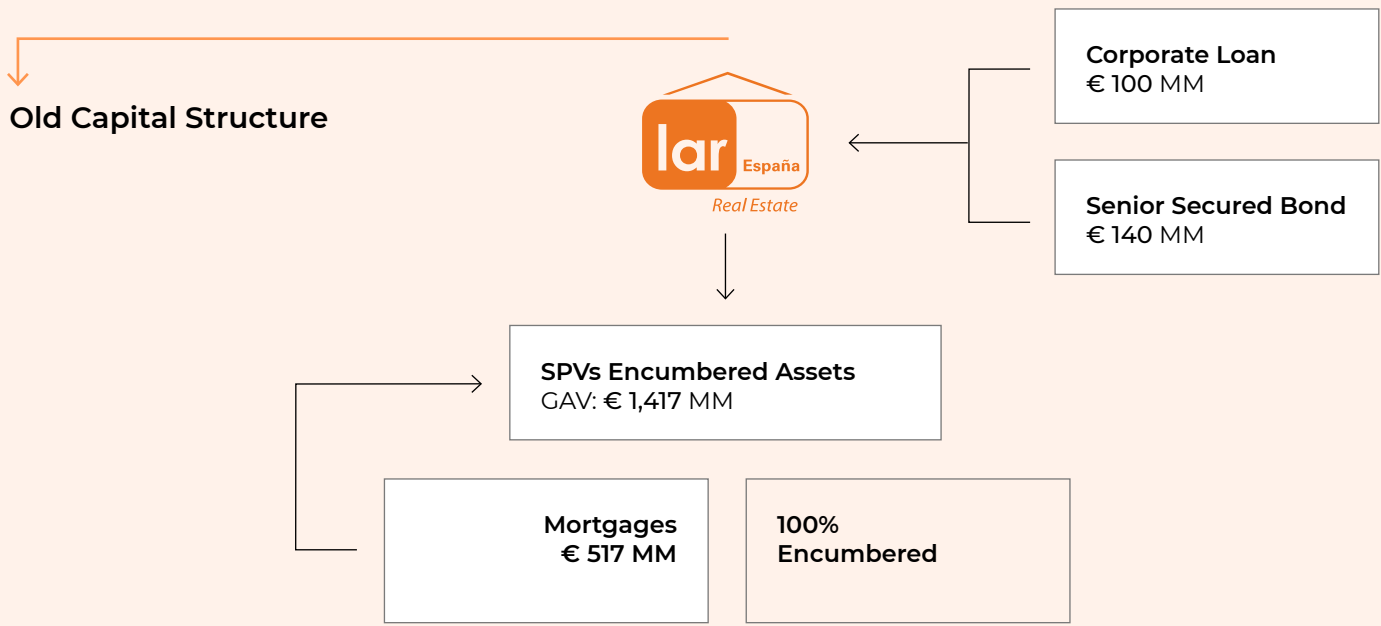 Old Capital Structure
lar
España
Real Estate
Corporate Loan
€ 100 MM
Senior Secured Bond
€ 140 MM
SPVs Encumbered Assets
GAV: € 1,417 MM
Mortgages
€ 517 MM
100%
Encumbered